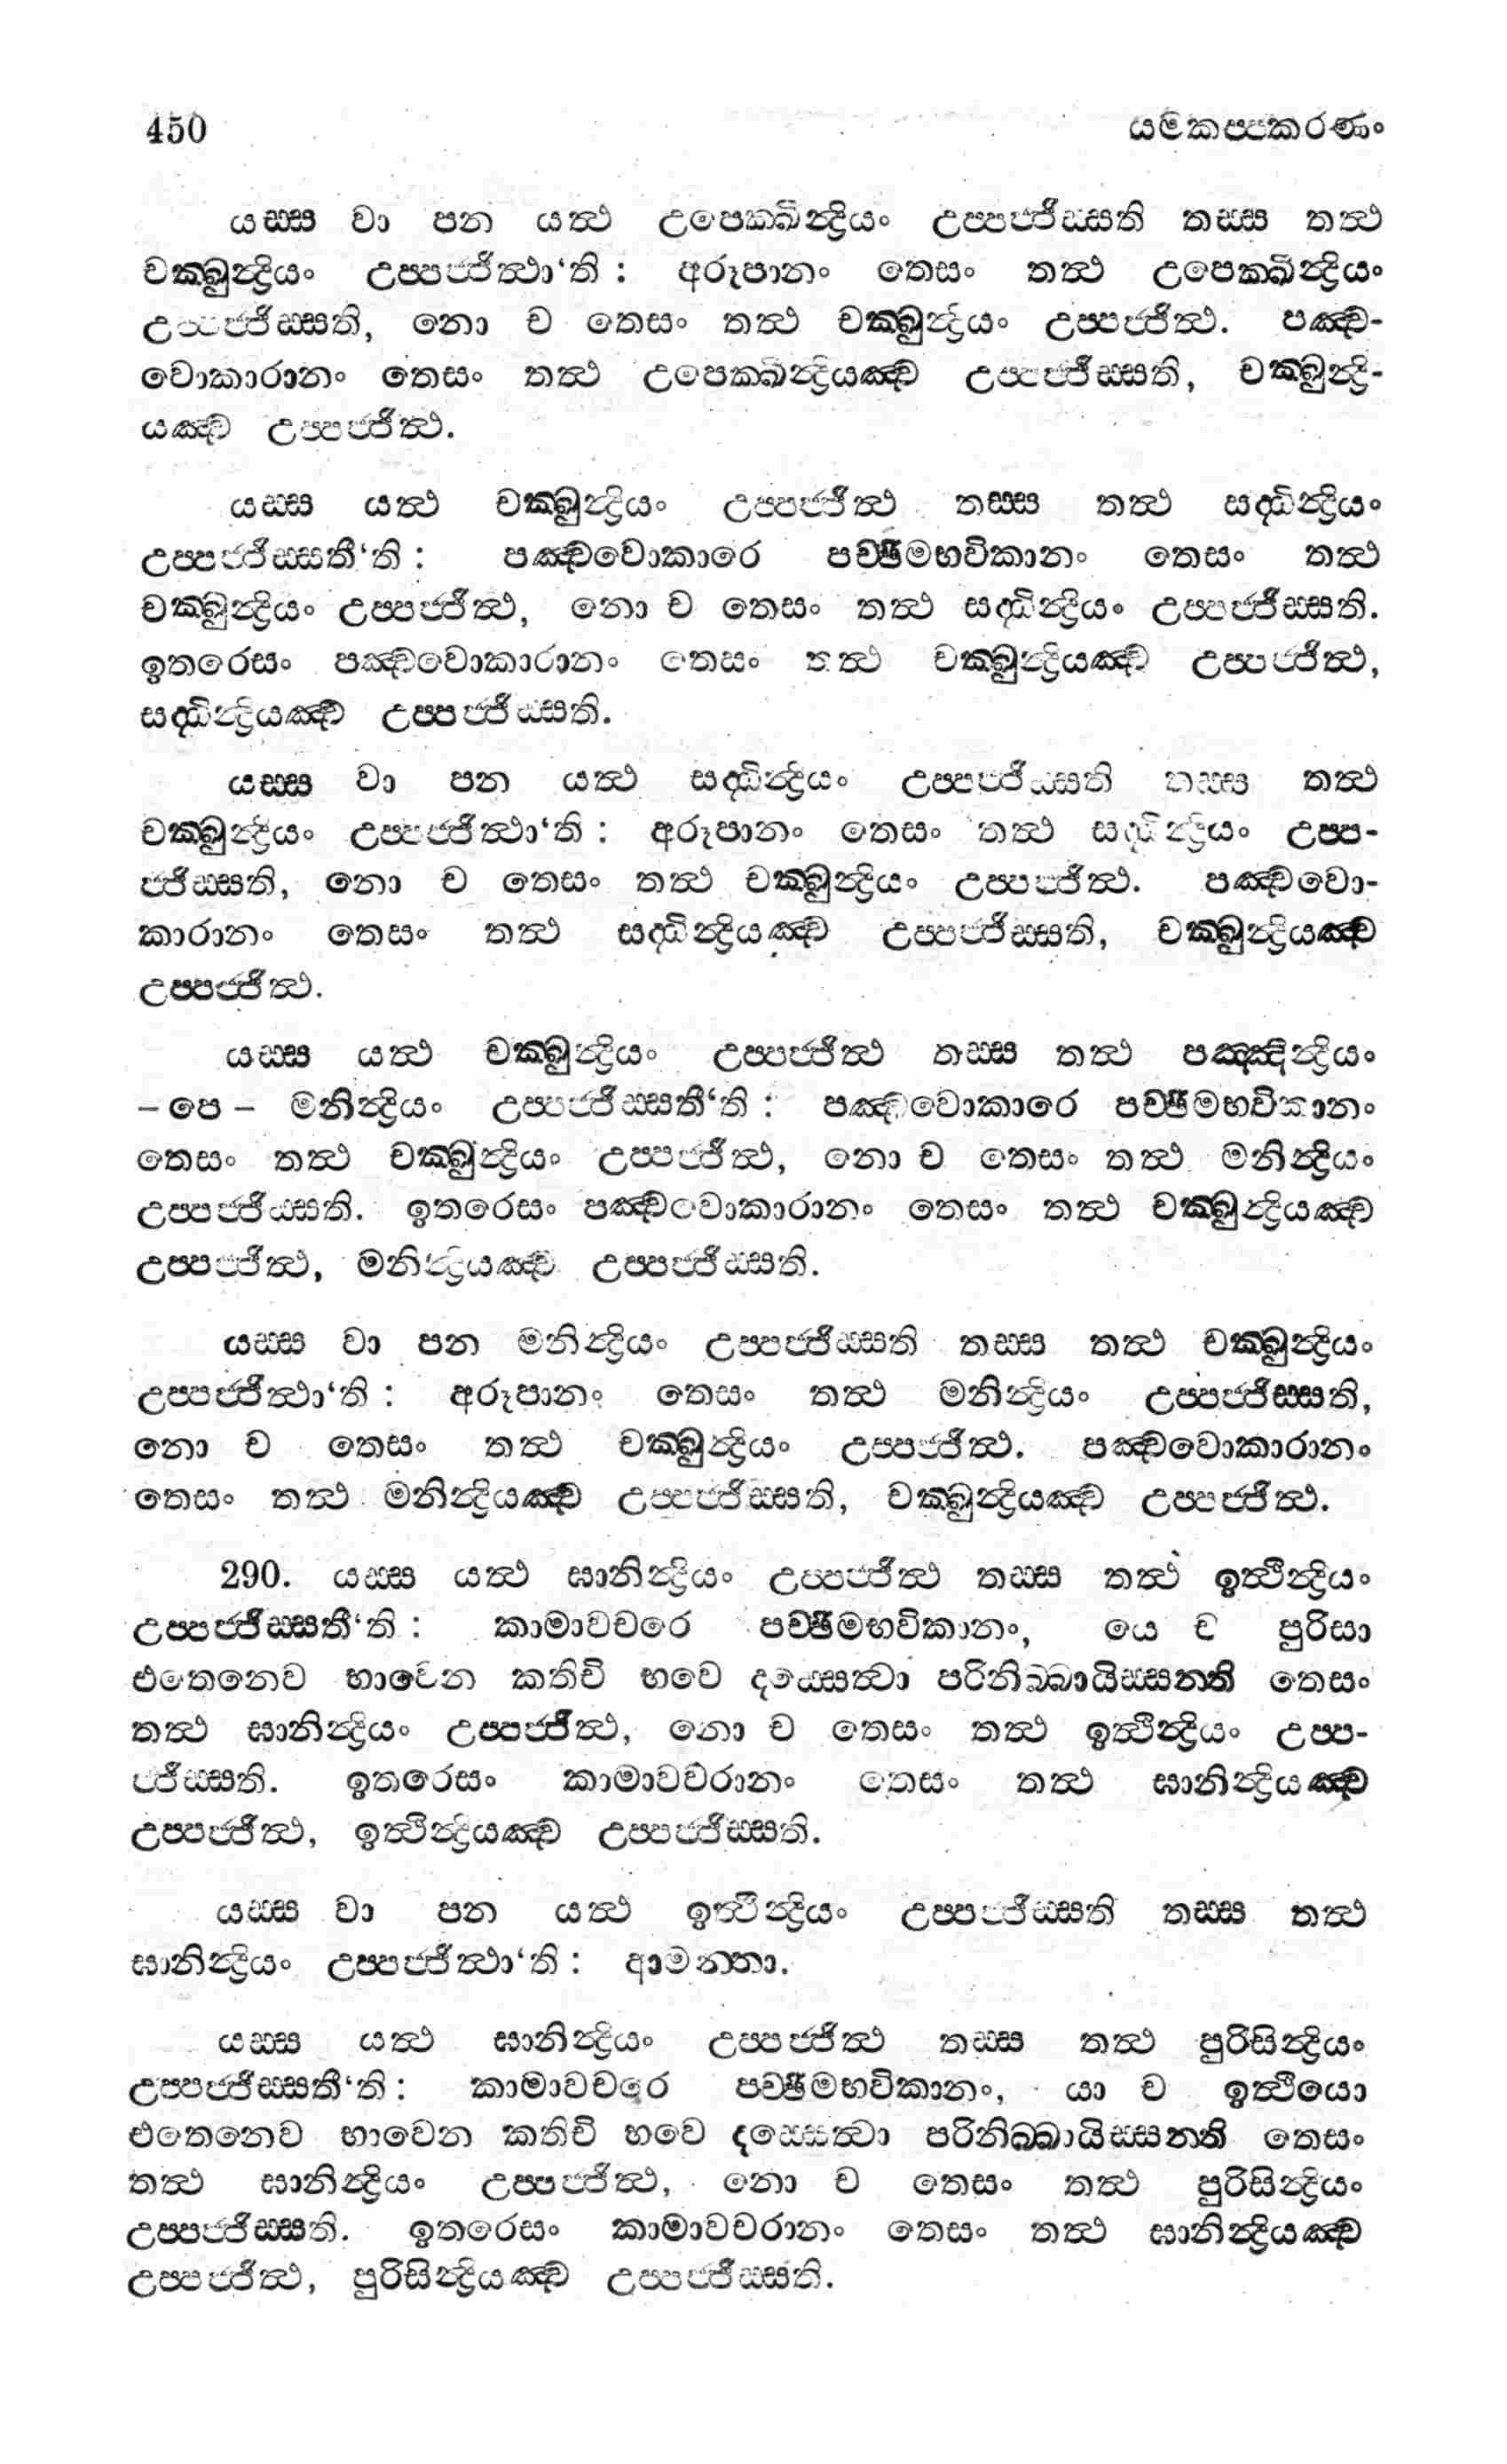 450 යමකප්පකරණං
යස්ස වා පන යත්ථ උපෙක්ඛින්ද්‍රියං උප්පජ්ජිස්සති තස්ස තත්ථ
චක්ඛුන්ද්‍රියං උප්පජ්ජිත්ථා‘ති : අරූපානං තෙසං තත්ථ උපෙක්ඛින්ද්‍රියං
උප්පජ්ජිස්සති, නො ච තෙසං තත්ථ චක්ඛුන්ද්‍රියං උප්පජ්ජිත්ථ. පඤ්ච-
වොකාරානං තෙසං තත්ථ උපෙක්ඛින්ද්‍රියඤ්ච උප්පජ්ජිස්සති, චක්ඛුන්ද්‍රි-
යඤ්ච උප්පජ්ජිත්ථ.
යස්ස යත්ථ චක්ඛුන්ද්‍රියං උප්පජ්ජිත්ථ තස්ස තත්ථ සද්ධින්ද්‍රියං
උප්පජ්ජිස්සතී‘ති : පඤ්චවොකාරෙ පච්ඡිමභවිකානං තෙසං තත්ථ
චක්ඛුන්ද්‍රියං උප්පජ්ජිත්ථ, නො ච තෙසං තත්ථ සද්ධින්ද්‍රියං උප්පජ්ජිස්සති.
ඉතරෙසං පඤ්චවොකාරානං තෙසං තත්ථ චක්ඛුන්ද්‍රියඤ්ච උප්පජ්ජිත්ථ,
සද්ධින්ද්‍රියඤ්ච උප්පජ්ජිස්සති.
යස්ස වා පන යත්ථ සද්ධින්ද්‍රියං උප්පජ්ජිස්සති තස්ස තත්ථ
චක්ඛුන්ද්‍රියං උප්පජ්ජිත්ථා‘ති : අරූපානං තෙසං තත්ථ සද්ධින්ද්‍රියං උප්ප-
ජ්ජිස්සති, නො ච තෙසං තත්ථ චක්ඛුන්ද්‍රියං උප්පජ්ජිත්ථ. පඤ්චවො-
කාරානං තෙසං තත්ථ සද්ධින්ද්‍රියඤ්ච උප්පජ්ජිස්සති, චක්ඛුන්ද්‍රියඤ්ච
උප්පජ්ජිත්ථ.
යස්ස යත්ථ චක්ඛුන්ද්‍රියං උප්පජ්ජිත්ථ තස්ස තත්ථ පඤ්ඤින්ද්‍රියං
– පෙ – මනින්ද්‍රියං උප්පජ්ජිස්සතී‘ති : පඤ්චවොකාරෙ පච්ඡිමභවිකානං
තෙසං තත්ථ චක්ඛුන්ද්‍රියං උප්පජ්ජිත්ථ, නො ච තෙසං තත්ථ මනින්ද්‍රියං
උප්පජ්ජිස්සති. ඉතරෙසං පඤ්චවොකාරානං තෙසං තත්ථ චක්ඛුන්ද්‍රියඤ්ච
උප්පජ්ජිත්ථ, මනින්ද්‍රියඤ්ච උප්පජ්ජිස්සති.
යස්ස වා පන මනින්ද්‍රියං උප්පජ්ජිස්සති තස්ස තත්ථ චක්ඛුන්ද්‍රියං
උප්පජ්ජිත්ථා‘ති : අරූපානං තෙසං තත්ථ මනින්ද්‍රියං උප්පජ්ජිස්සති,
නො ච තෙසං තත්ථ චක්ඛුන්ද්‍රියං උප්පජ්ජිත්ථ. පඤ්චවොකාරානං
තෙසං තත්ථ මනින්ද්‍රියඤ්ච උප්පජ්ජිස්සති, චක්ඛුන්ද්‍රියඤ්ච උප්පජ්ජිත්ථ.
290. යස්ස යත්ථ ඝානින්ද්‍රියං උප්පජ්ජිත්ථ තස්ස තත්ථ ඉත්ථින්ද්‍රියං
උප්පජ්ජිස්සතී‘ති : කාමාවචරෙ පච්ඡිමභවිකානං, යෙ ච පුරිසා
එතෙනෙව භාවෙන කතිචි භවෙ දස්සෙත්වා පරිනිබ්බායිස්සන්ති තෙසං
තත්ථ ඝානින්ද්‍රියං උප්පජ්ජිත්ථ, නො ච තෙසං තත්ථ ඉත්ථින්ද්‍රියං උප්ප-
ජ්ජිස්සති. ඉතරෙසං කාමාවචරානං තෙසං තත්ථ ඝානින්ද්‍රියඤ්ච
උප්පජ්ජිත්ථ, ඉත්ථින්ද්‍රියඤ්ච උප්පජ්ජිස්සති.
යස්ස වා පන යත්ථ ඉත්ථින්ද්‍රියං උප්පජ්ජිස්සති තස්ස තත්ථ
ඝානින්ද්‍රියං උප්පජ්ජිත්ථා‘ති : ආමන්තා.
යස්ස යත්ථ ඝානින්ද්‍රියං උප්පජ්ජිත්ථ තස්ස තත්ථ පුරිසින්ද්‍රියං
උප්පජ්ජිස්සතී‘ති : කාමාවචරෙ පච්ඡිමභවිකානං, යා ච ඉත්ථියො
එතෙනෙව භාවෙන කතිචි භවෙ දස්සෙත්වා පරිනිබ්බායිස්සන්ති තෙසං
තත්ථ ඝානින්ද්‍රියං උප්පජ්ජිත්ථ, නො ච තෙසං තත්ථ පුරිසින්ද්‍රියං
උප්පජ්ජිස්සති. ඉතරෙසං කාමාවචරානං තෙසං තත්ථ ඝානින්ද්‍රියඤ්ච
උප්පජ්ජිත්ථ, පුරිසින්ද්‍රියඤ්ච උප්පජ්ජිස්සති.